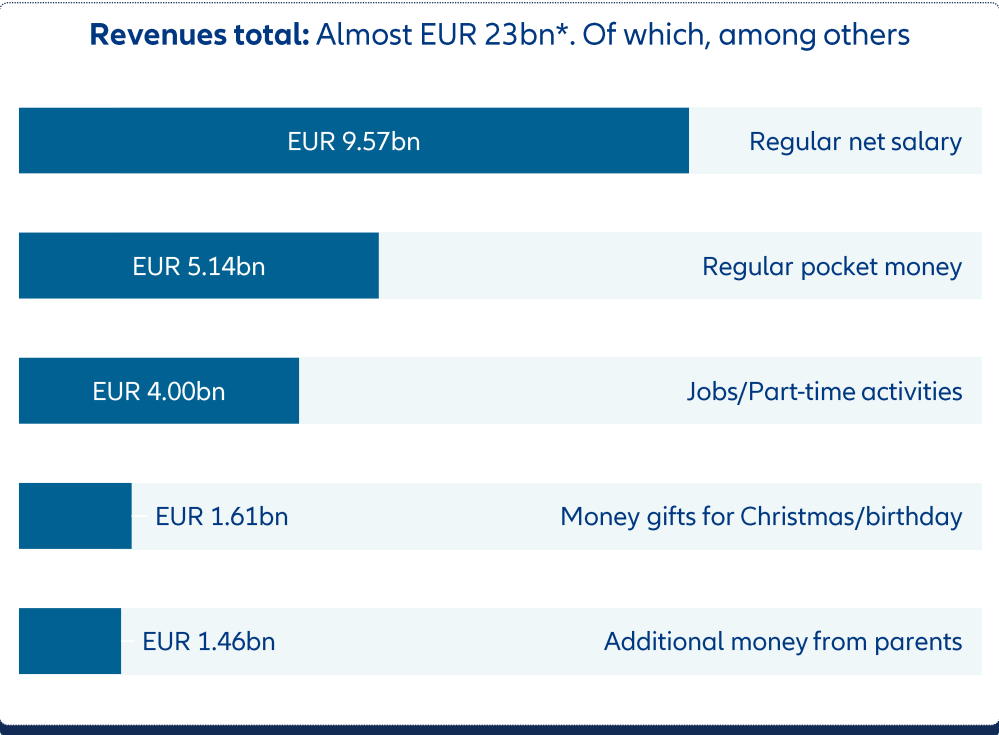 Revenues total: Almost EUR 23bn*. Of which, among others
EUR 9.57bn Regular net salary
EUR 5.14bn Regular pocket money
EUR 4.00bn Jobs/Part-time activities
EUR 1.61bn Money gifts for Christmas/birthday
EUR 1.46bn Additional money from parents